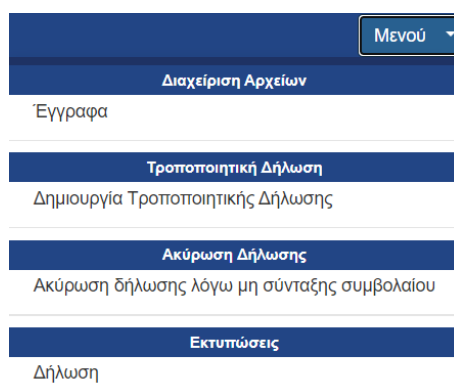 Μενού
Διαχείριση Αρχείων
Έγγραφα
Τροποποιητική Δήλωση
Δημιουργία Τροποποιητικής Δήλωσης
Ακύρωση Δήλωσης
Ακύρωση δήλωσης λόγω μη σύνταξης συμβολαίου
Εκτυπώσεις
Δήλωση